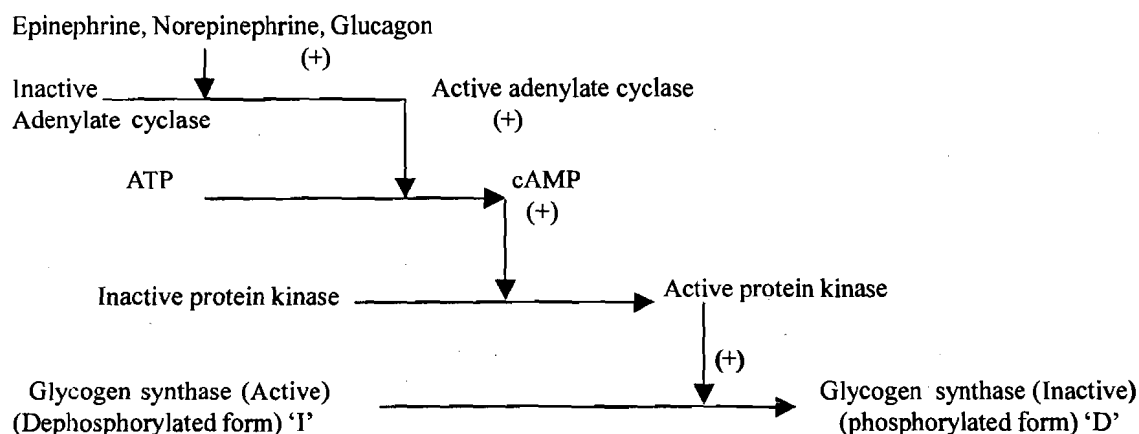 Epinephrine, Norepinephrine, Glucagon
(+)
Inactive
Adenylate cyclase
Active adenylate cyclase
(+)
ATP
cAMP
(+)
Inactive protein kinase
Active protein kinase
(+)
Glycogen synthase (Active)
(Dephosphorylated form) ‘I’
Glycogen synthase (Inactive)
(phosphorylated form) ‘D’